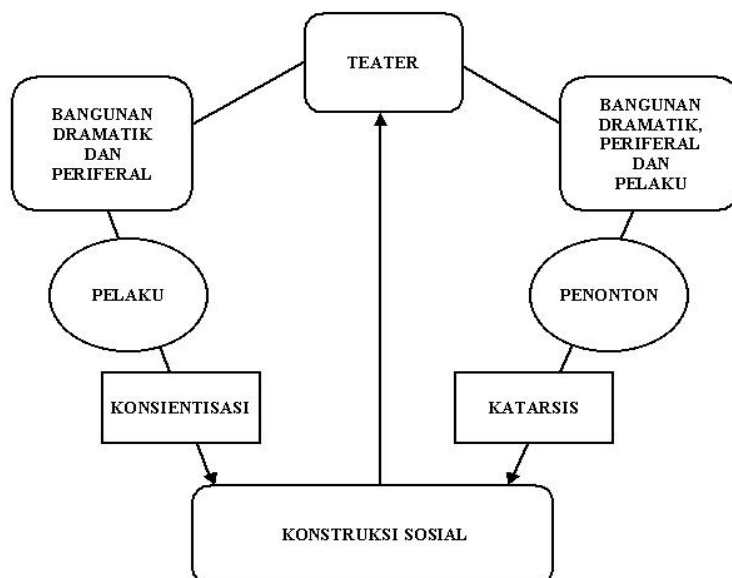 TEATER
BANGUNAN
DRAMATIK
DAN
PERIFERAL
BANGUNAN
DRAMATIK,
PERIFERAL
DAN
PELAKU
PELAKU
PENONTON
KONSIENTISASI
KATARSIS
KONSTRUKSI SOSIAL